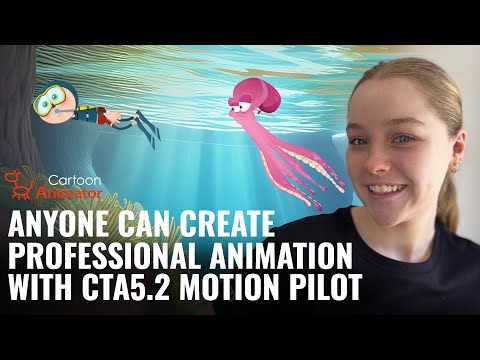 Cartoon
Animator
ANYONE CAN CREATE
PROFESSIONAL ANIMATION
WITH CTA5.2 MOTION PILOT